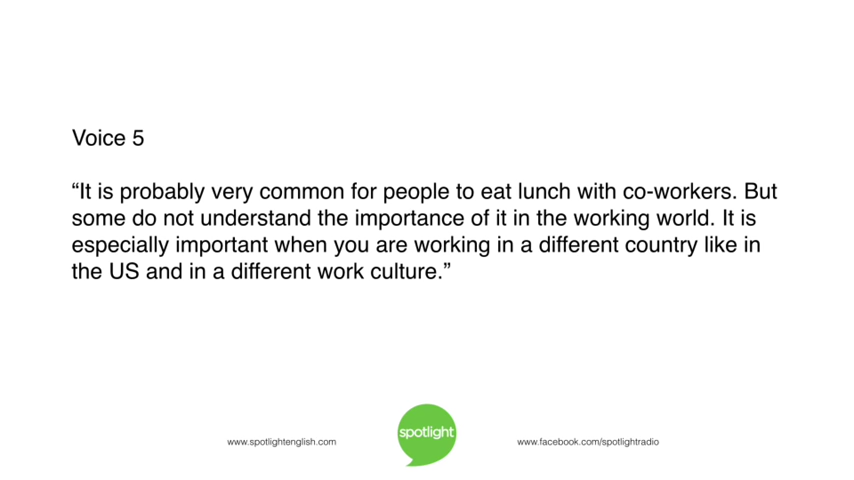 Voice 5
“It is probably very common for people to eat lunch with co-workers. But
some do not understand the importance of it in the working world. It is
especially important when you are working in a different country like in
the US and in a different work culture.”
spotlight
www.spotlightenglish.com
www.facebook.com/spotlightradio